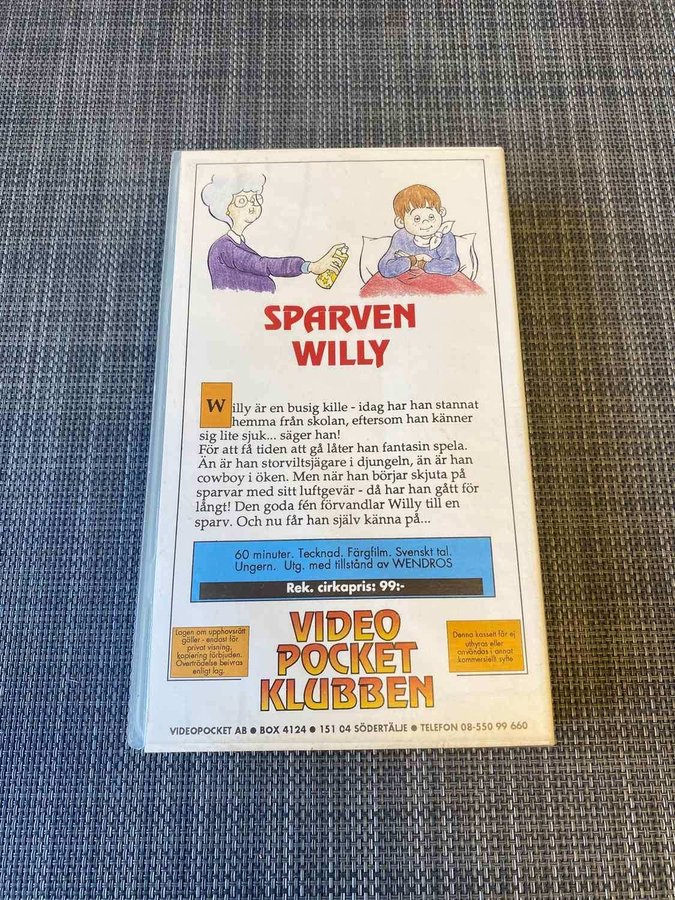 SPARVEN
WILLY
Willy är en busig kille - idag har han stannat
hemma från skolan, eftersom han känner
sig lite sjuk... säger han!
För att få tiden att gå låter han fantasin spela.
Än är han storviltsjägare i djungeln, än är han
cowboy i öken. Men när han börjar skjuta på
sparvar med sitt luftgevär - då har han gått för
långt! Den goda fén förvandlar Willy till en
sparv. Och nu får han själv känna på...
60 minuter. Tecknad. Färgfilm. Svenskt tal.
Ungern. Utg. med tillstånd av WENDROS
Rek. cirkapris: 99:-
Lagen om upphovsrätt
gäller - endast för
privat visning,
kopiering förbjuden.
Overträdelse beivras
enligt lag.
VIDEO
POCKET
KLUBBEN
Denna kassett får ej
uthyras eller
användas i annat
kommersiellt syfte
VIDEOPOCKET AB ● BOX 4124 ● 151 04 SÖDERTÄLJE ● TELEFON 08-550 99 660